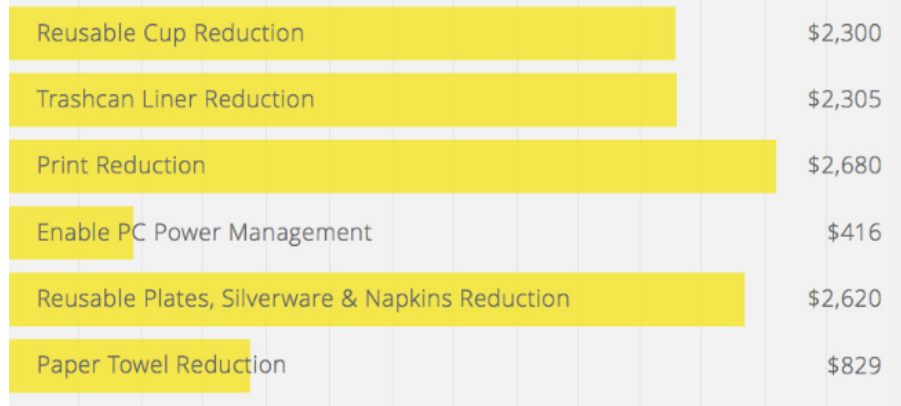 Reusable Cup Reduction $2,300
Trashcan Liner Reduction $2,305
Print Reduction $2,680
Enable PC Power Management $416
Reusable Plates, Silverware & Napkins Reduction $2,620
Paper Towel Reduction $829